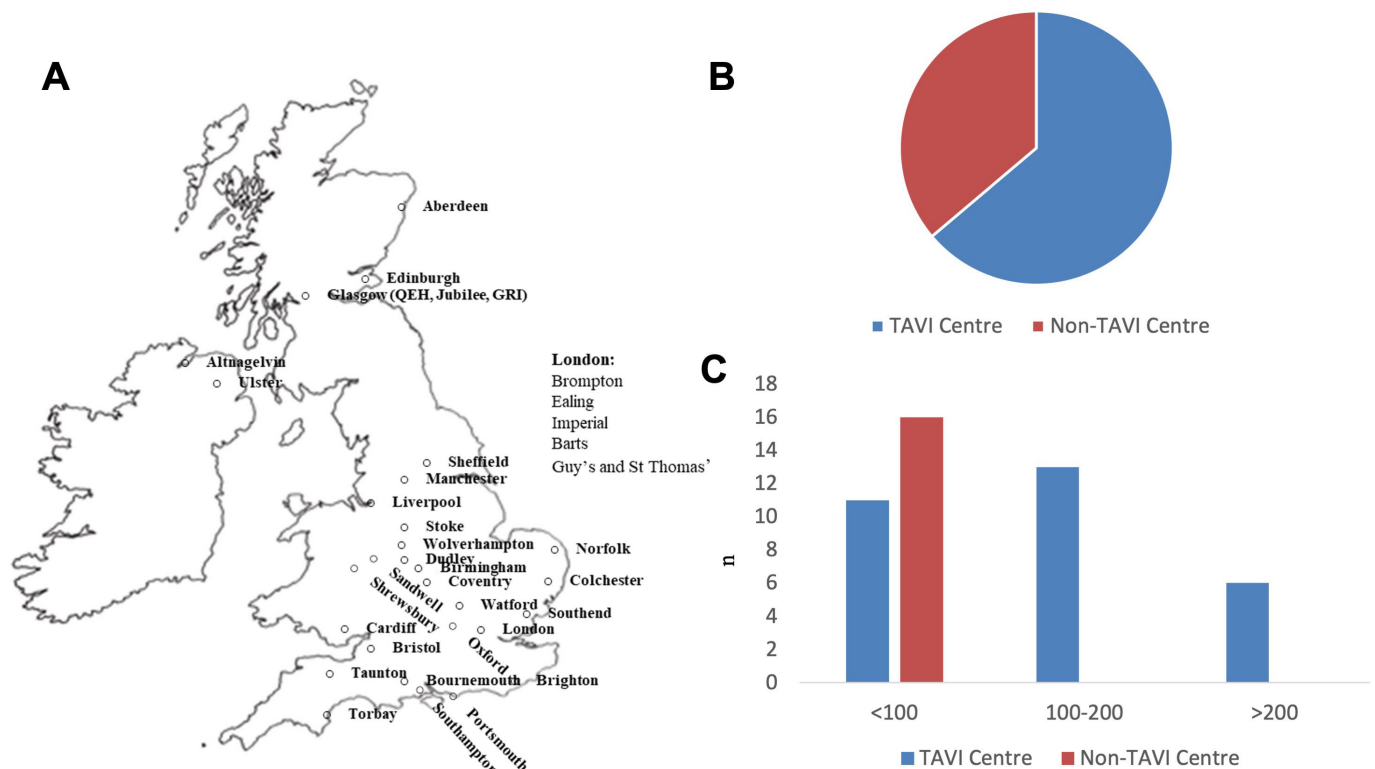 A
Aberdeen
Edinburgh
Glasgow (QEH, Jubilee, GRI)
Altnagelvin
Ulster
London:
Brompton
Ealing
Imperial
Barts
Guy's and St Thomas'
Sheffield
Manchester
Liverpool
Stoke
Wolverhampton
Dudley
Birmingham
Sandwell
Coventry
Shrewsbury
Norfolk
Colchester
Watford
Southend
London
Oxford
Cardiff
Bristol
Taunton
Bournemouth
Brighton
Torbay
Southampton
Portsmouth
B
TAVI Centre
Non-TAVI Centre
C
n
18
16
14
12
10
8
6
4
2
0
<100
100-200
>200
TAVI Centre
Non-TAVI Centre